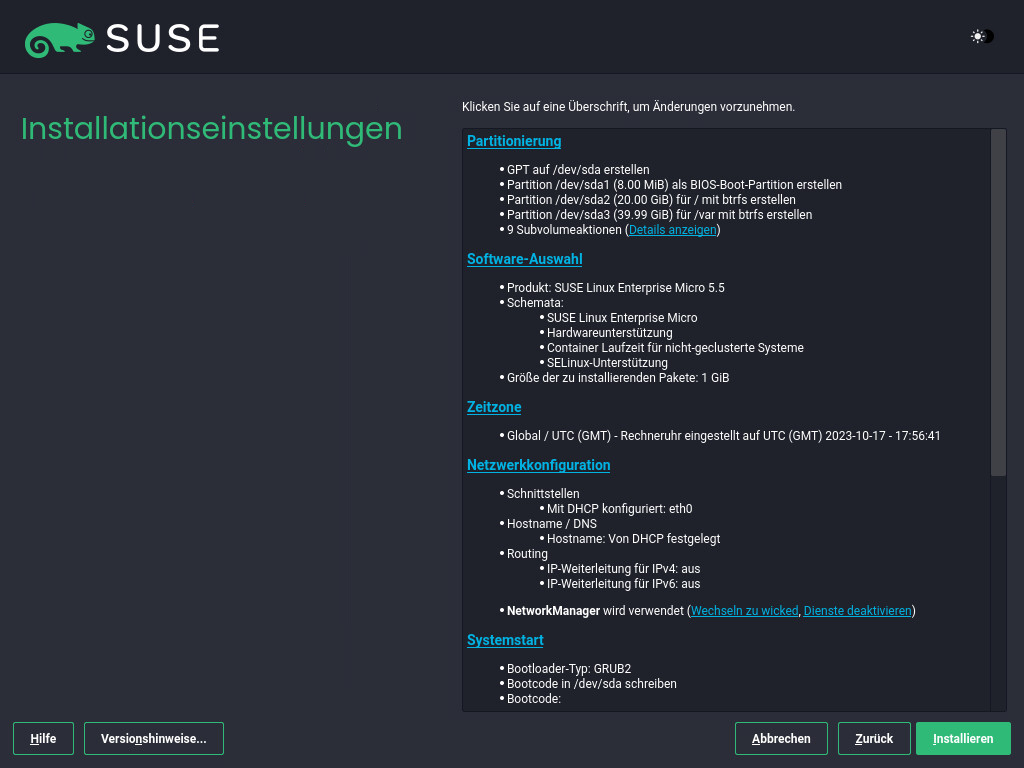 SUSE
Installationseinstellungen
Klicken Sie auf eine Überschrift, um Änderungen vorzunehmen.
Partitionierung
• GPT auf /dev/sda erstellen
• Partition /dev/sda1 (8.00 MiB) als BIOS-Boot-Partition erstellen
• Partition /dev/sda2 (20.00 GiB) für / mit btrfs erstellen
• Partition /dev/sda3 (39.99 GiB) für /var mit btrfs erstellen
• 9 Subvolumeaktionen (Details anzeigen)
Software-Auswahl
• Produkt: SUSE Linux Enterprise Micro 5.5
• Schemata:
• SUSE Linux Enterprise Micro
• Hardwareunterstützung
• Container Laufzeit für nicht-geclusterte Systeme
• SELinux-Unterstützung
• Größe der zu installierenden Pakete: 1 GiB
Zeitzone
• Global / UTC (GMT) - Rechneruhr eingestellt auf UTC (GMT) 2023-10-17 - 17:56:41
Netzwerkkonfiguration
• Schnittstellen
• Mit DHCP konfiguriert: eth0
• Hostname / DNS
• Hostname: Von DHCP festgelegt
• Routing
• IP-Weiterleitung für IPv4: aus
• IP-Weiterleitung für IPv6: aus
• NetworkManager wird verwendet (Wechseln zu wicked, Dienste deaktivieren)
Systemstart
• Bootloader-Typ: GRUB2
• Bootcode in /dev/sda schreiben
• Bootcode:
Hilfe
Versionshinweise...
Abbrechen
Zurück
Installieren